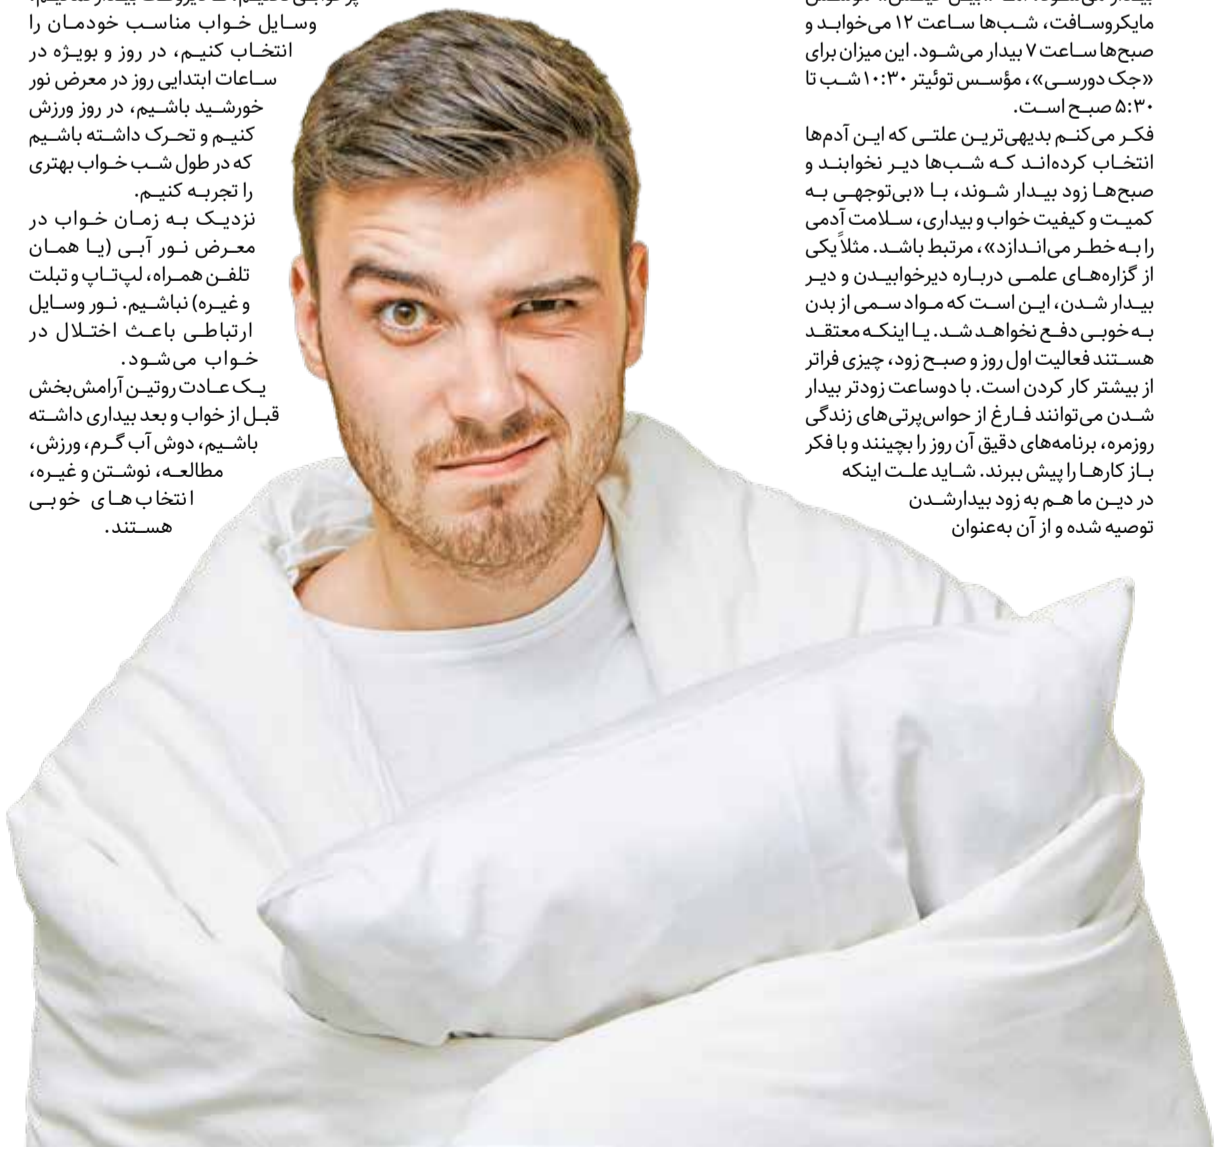 مایکروسافت، شب‌ها ساعت ۱۲ می‌خوابد و
صبح‌ها ساعت ۷ بیدار می‌شود. این میزان برای
«جک دورسی»، مؤسس توئیتر ۱۰:۳۰ شب تا
۵:۳۰ صبح است.
فکر می‌کنم بدیهی‌ترین علتی که این آدم‌ها
انتخاب کرده‌اند که شب‌ها دیر نخوابند و
صبح‌ها زود بیدار شوند، با «بی‌توجهی به
کمیت و کیفیت خواب و بیداری، سلامت آدمی
را به خطر می‌اندازد»، مرتبط باشد. مثلاً یکی
از گزاره‌های علمی درباره دیرخوابیدن و دیر
بیدار شدن، این است که مواد سمی از بدن
به خوبی دفع نخواهد شد. یا اینکه معتقد
هستند فعالیت اول روز و صبح زود، چیزی فراتر
از بیشتر کار کردن است. با دوساعت زودتر بیدار
شدن می‌توانند فارغ از حواس‌پرتی‌های زندگی
روزمره، برنامه‌های دقیق آن روز را بچینند و با فکر
باز کارها را پیش ببرند. شاید علت اینکه
در دین ما هم به زود بیدارشدن
توصیه شده و از آن به‌عنوان
وسایل خواب مناسب خودمان را
انتخاب کنیم، در روز و بویژه در
ساعات ابتدایی روز در معرض نور
خورشید باشیم، در روز ورزش
کنیم و تحرک داشته باشیم
که در طول شب خواب بهتری
را تجربه کنیم.
نزدیک به زمان خواب در
معرض نور آبی (یا همان
تلفن همراه، لپ‌تاپ و تبلت
و غیره) نباشیم. نور وسایل
ارتباطی باعث اختلال در
خواب می‌شود.
یک عادت روتین آرامش‌بخش
قبل از خواب و بعد بیداری داشته
باشیم، دوش آب گرم، ورزش،
مطالعه، نوشتن و غیره،
انتخاب‌های خوبی
هستند.